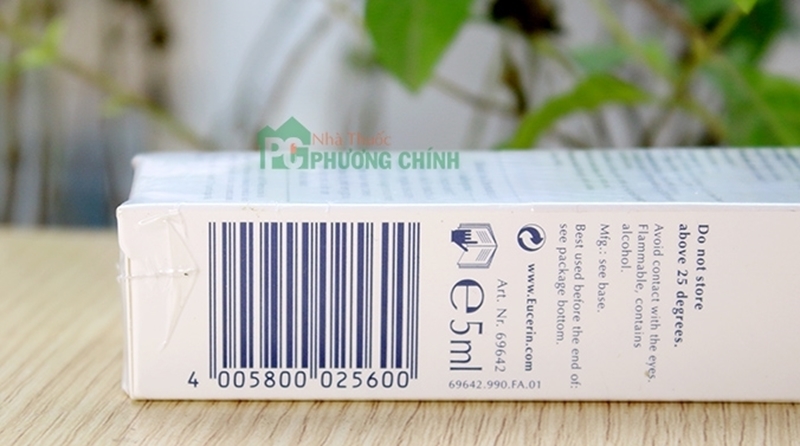 Nhà Thuốc
PG PHƯƠNG CHÍNH
Do not store
above 25 degrees.
Avoid contact with the eyes.
Flammable, contains
alcohol.
Mfg.: see base.
Best used before the end of:
see package bottom.
www.Eucerin.com
Art. Nr. 69642
e 5ml
69642.990.FA.01
4 005800 025600